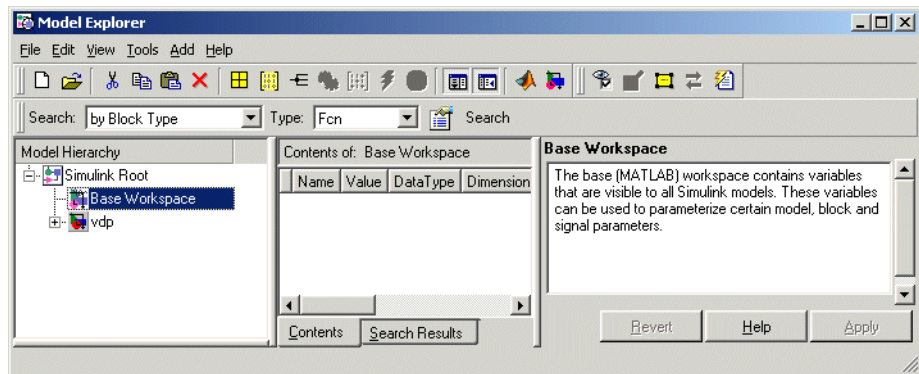 Model Explorer
File Edit View Tools Add Help
Search: by Block Type Type: Fcn Search
Model Hierarchy
Simulink Root
Base Workspace
vdp
Contents of: Base Workspace
Name Value DataType Dimension
Contents Search Results
Base Workspace
The base (MATLAB) workspace contains variables
that are visible to all Simulink models. These variables
can be used to parameterize certain model, block and
signal parameters.
Revert Help Apply